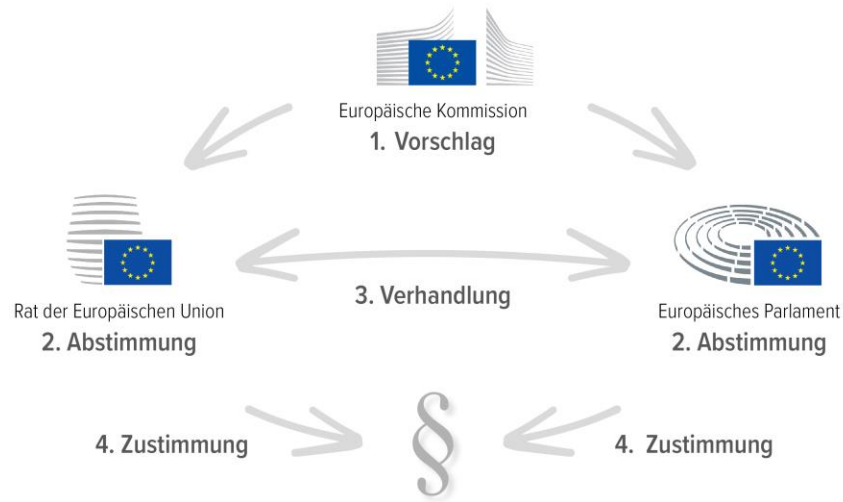 Europäische Kommission
1. Vorschlag
Rat der Europäischen Union
2. Abstimmung
3. Verhandlung
Europäisches Parlament
2. Abstimmung
4. Zustimmung
§
4. Zustimmung